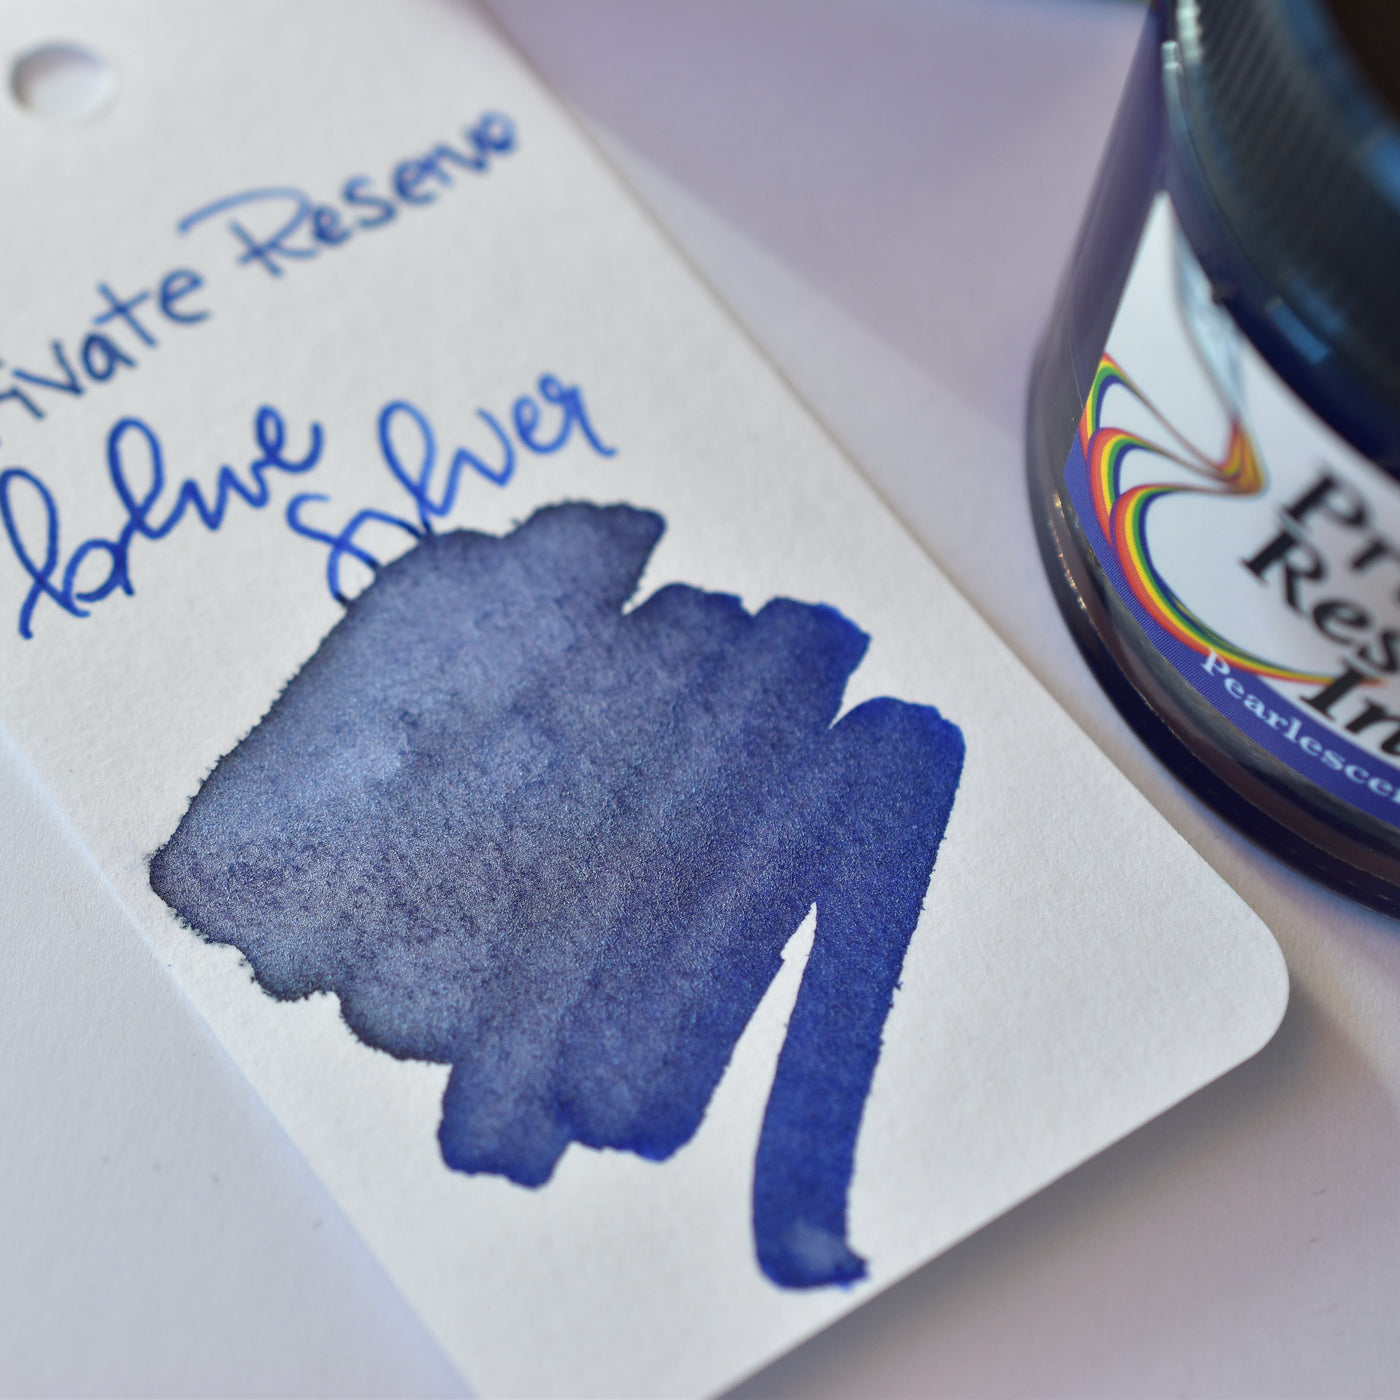 rivate Reserve
blue
silver
Pr
Res
In
Pearlescen